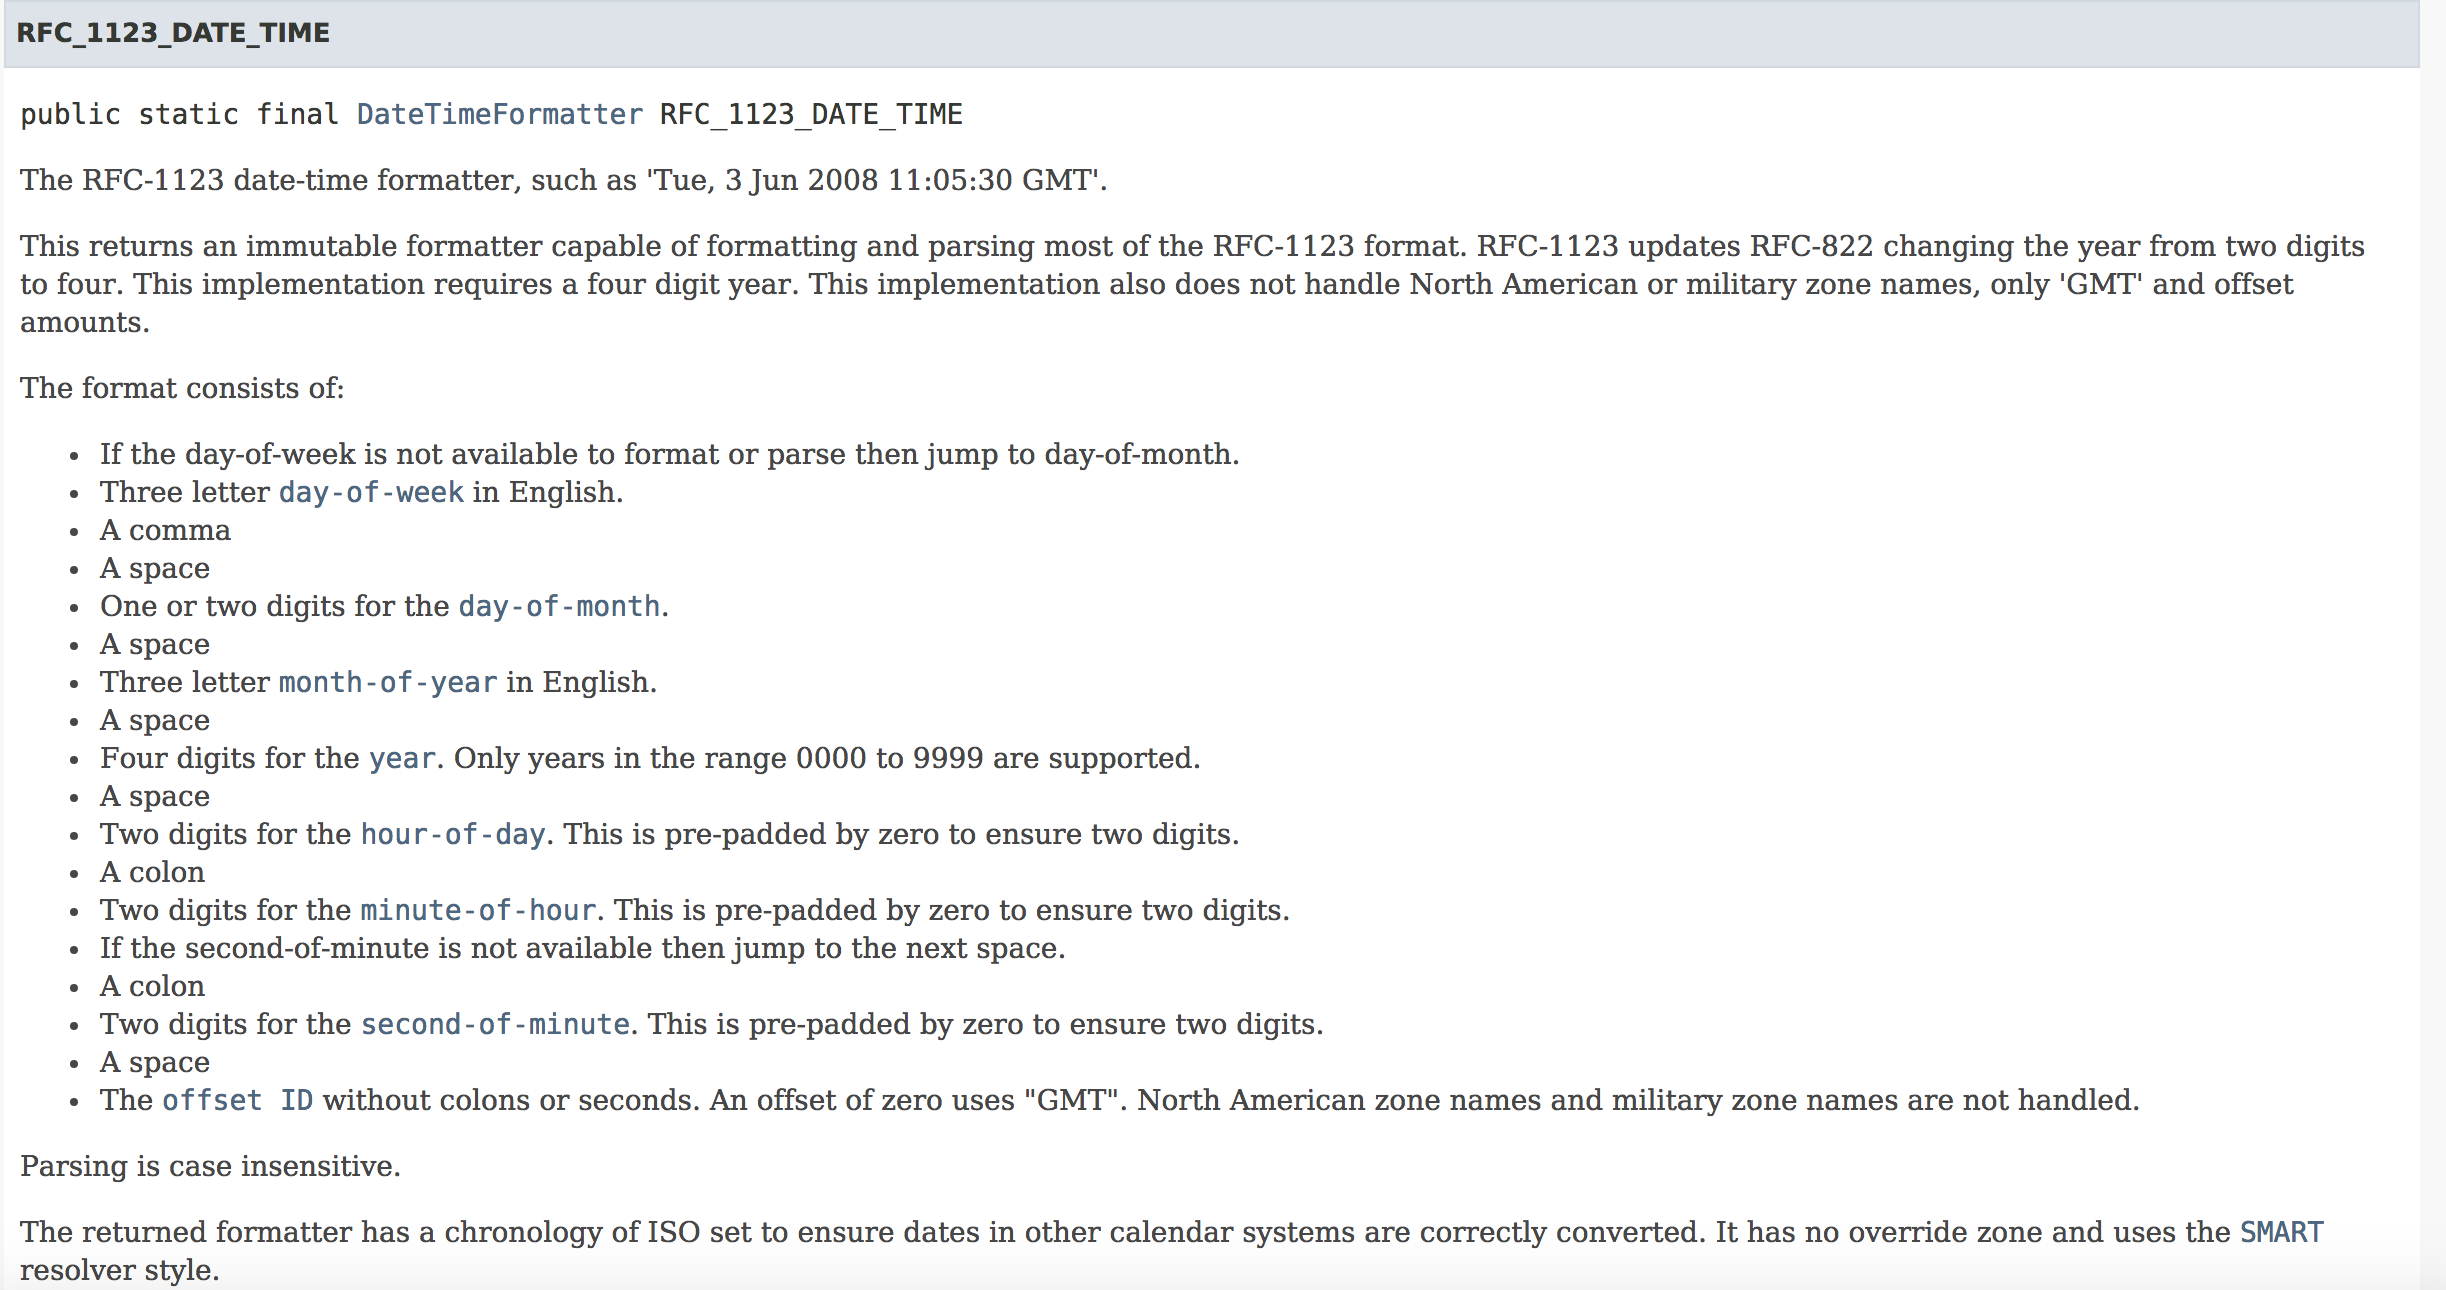 RFC_1123_DATE_TIME
public static final DateTimeFormatter RFC_1123_DATE_TIME
The RFC-1123 date-time formatter, such as 'Tue, 3 Jun 2008 11:05:30 GMT'.
This returns an immutable formatter capable of formatting and parsing most of the RFC-1123 format. RFC-1123 updates RFC-822 changing the year from two digits
to four. This implementation requires a four digit year. This implementation also does not handle North American or military zone names, only 'GMT' and offset
amounts.
The format consists of:
• If the day-of-week is not available to format or parse then jump to day-of-month.
• Three letter day-of-week in English.
• A comma
• A space
• One or two digits for the day-of-month.
• A space
• Three letter month-of-year in English.
• A space
• Four digits for the year. Only years in the range 0000 to 9999 are supported.
• A space
• Two digits for the hour-of-day. This is pre-padded by zero to ensure two digits.
• A colon
• Two digits for the minute-of-hour. This is pre-padded by zero to ensure two digits.
• If the second-of-minute is not available then jump to the next space.
• A colon
• Two digits for the second-of-minute. This is pre-padded by zero to ensure two digits.
• A space
• The offset ID without colons or seconds. An offset of zero uses "GMT". North American zone names and military zone names are not handled.
Parsing is case insensitive.
The returned formatter has a chronology of ISO set to ensure dates in other calendar systems are correctly converted. It has no override zone and uses the SMART
resolver style.